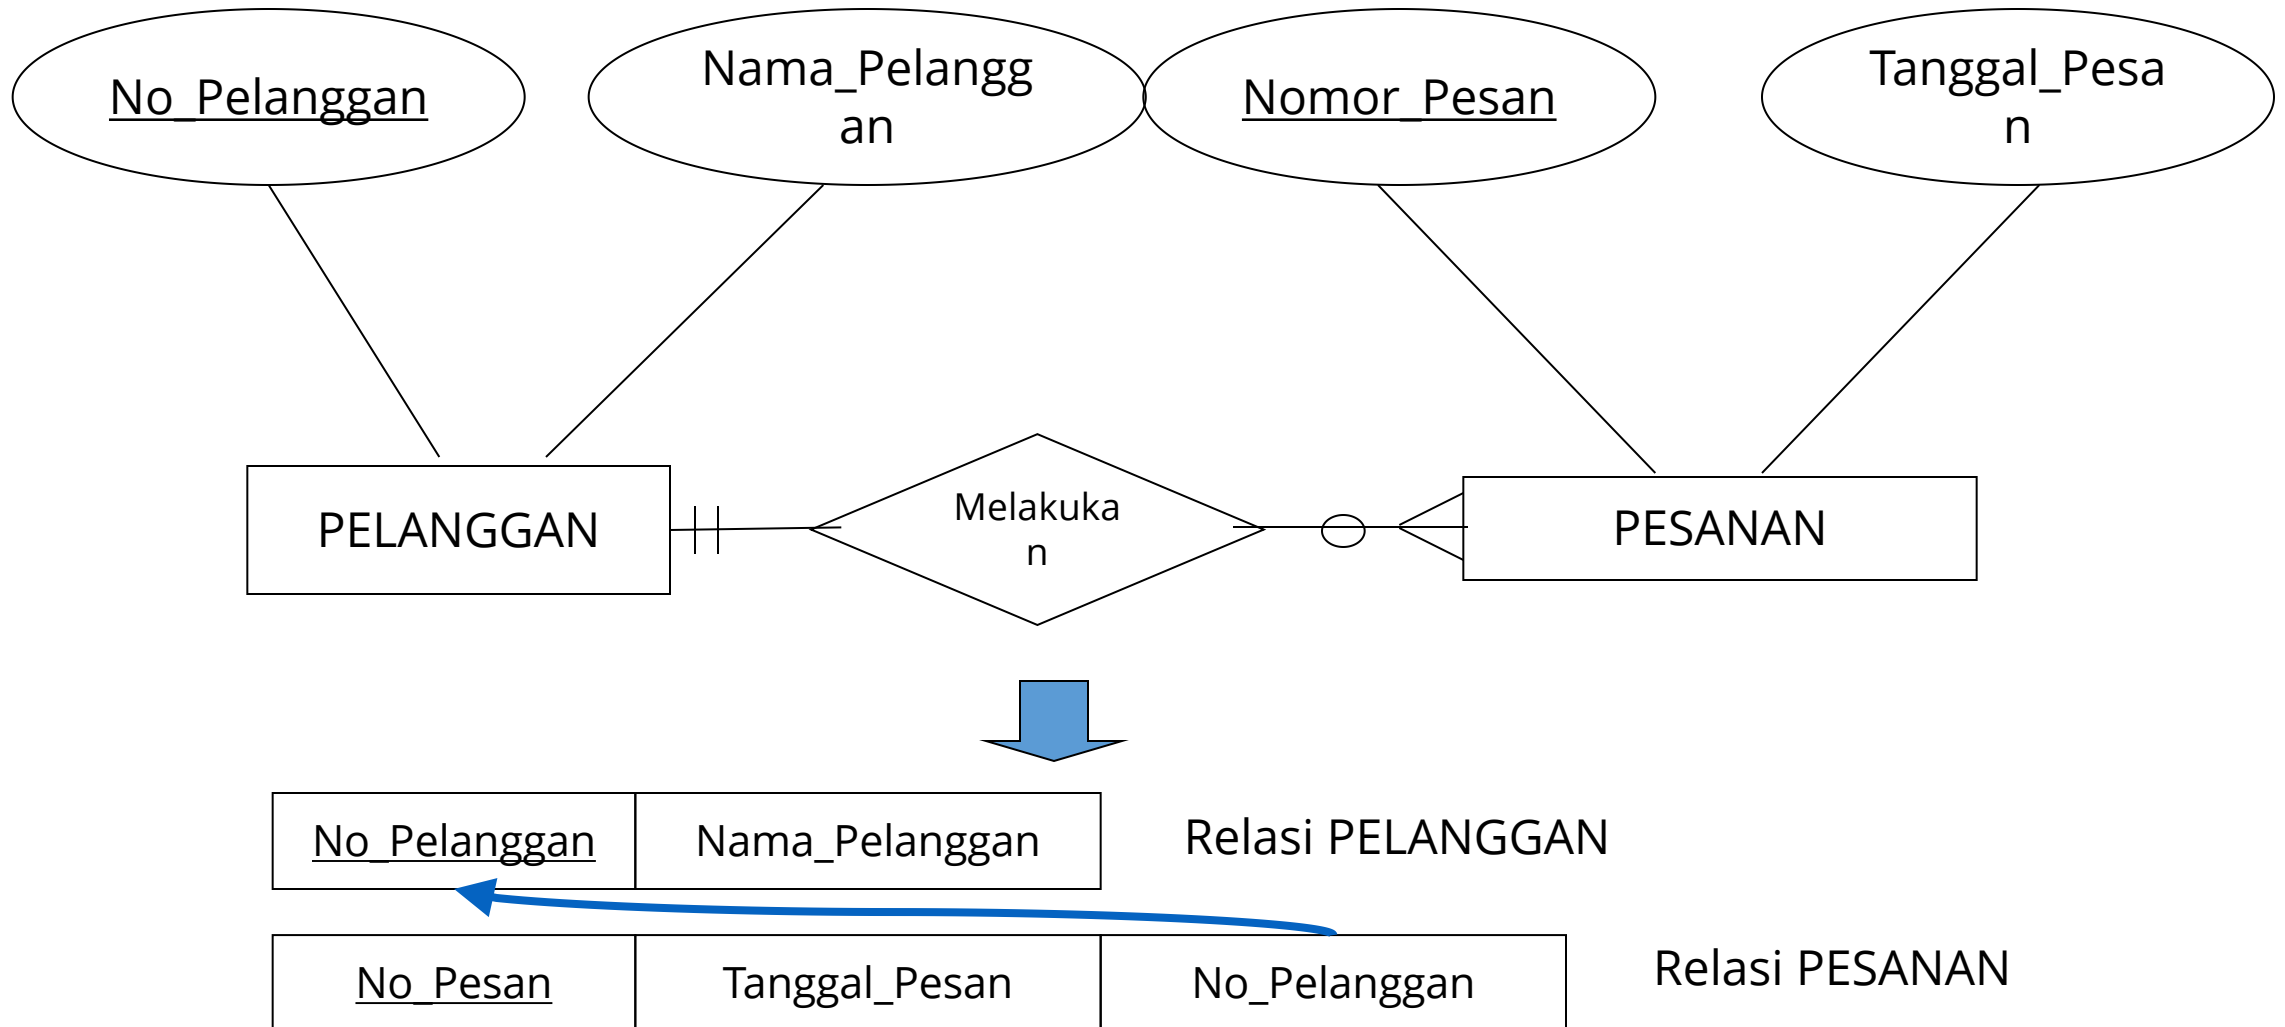 No_Pelanggan
Nama_Pelangg
an
Nomor_Pesan
Tanggal_Pesa
n
PELANGGAN
Melakuka
n
PESANAN
No_Pelanggan
Nama_Pelanggan
Relasi PELANGGAN
No_Pesan
Tanggal_Pesan
No_Pelanggan
Relasi PESANAN